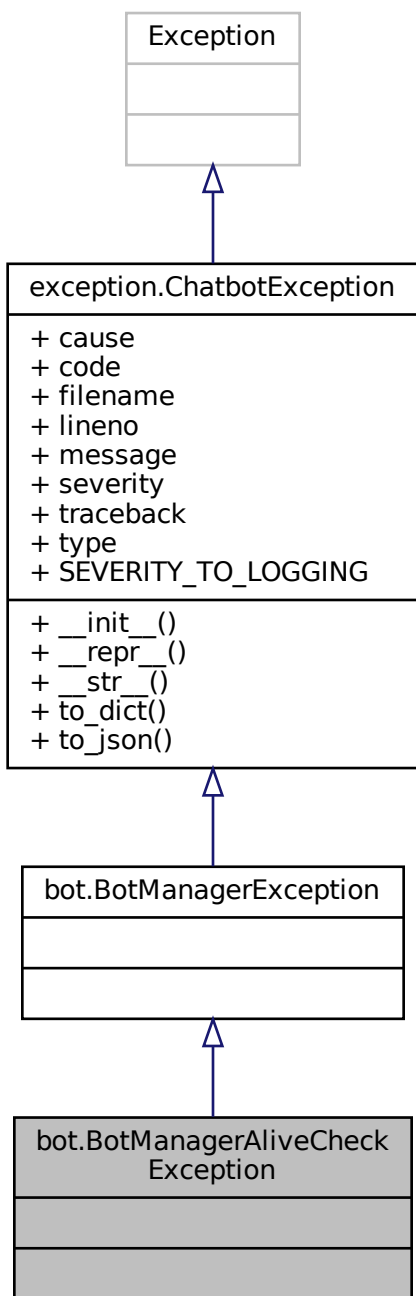 Exception
exception.ChatbotException
+ cause
+ code
+ filename
+ lineno
+ message
+ severity
+ traceback
+ type
+ SEVERITY_TO_LOGGING
+ __init__()
+ __repr__()
+ __str__()
+ to_dict()
+ to_json()
bot.BotManagerException
bot.BotManagerAliveCheck
Exception